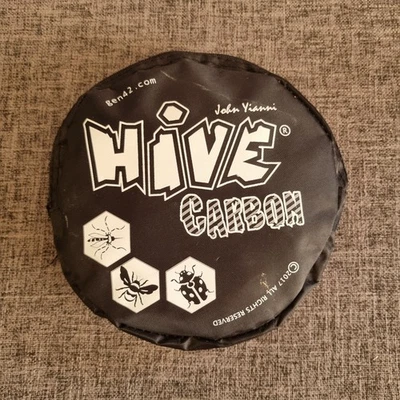 Gen42.com
John Yianni
HIVE®
CARBON
©2017 ALL RIGHTS RESERVED